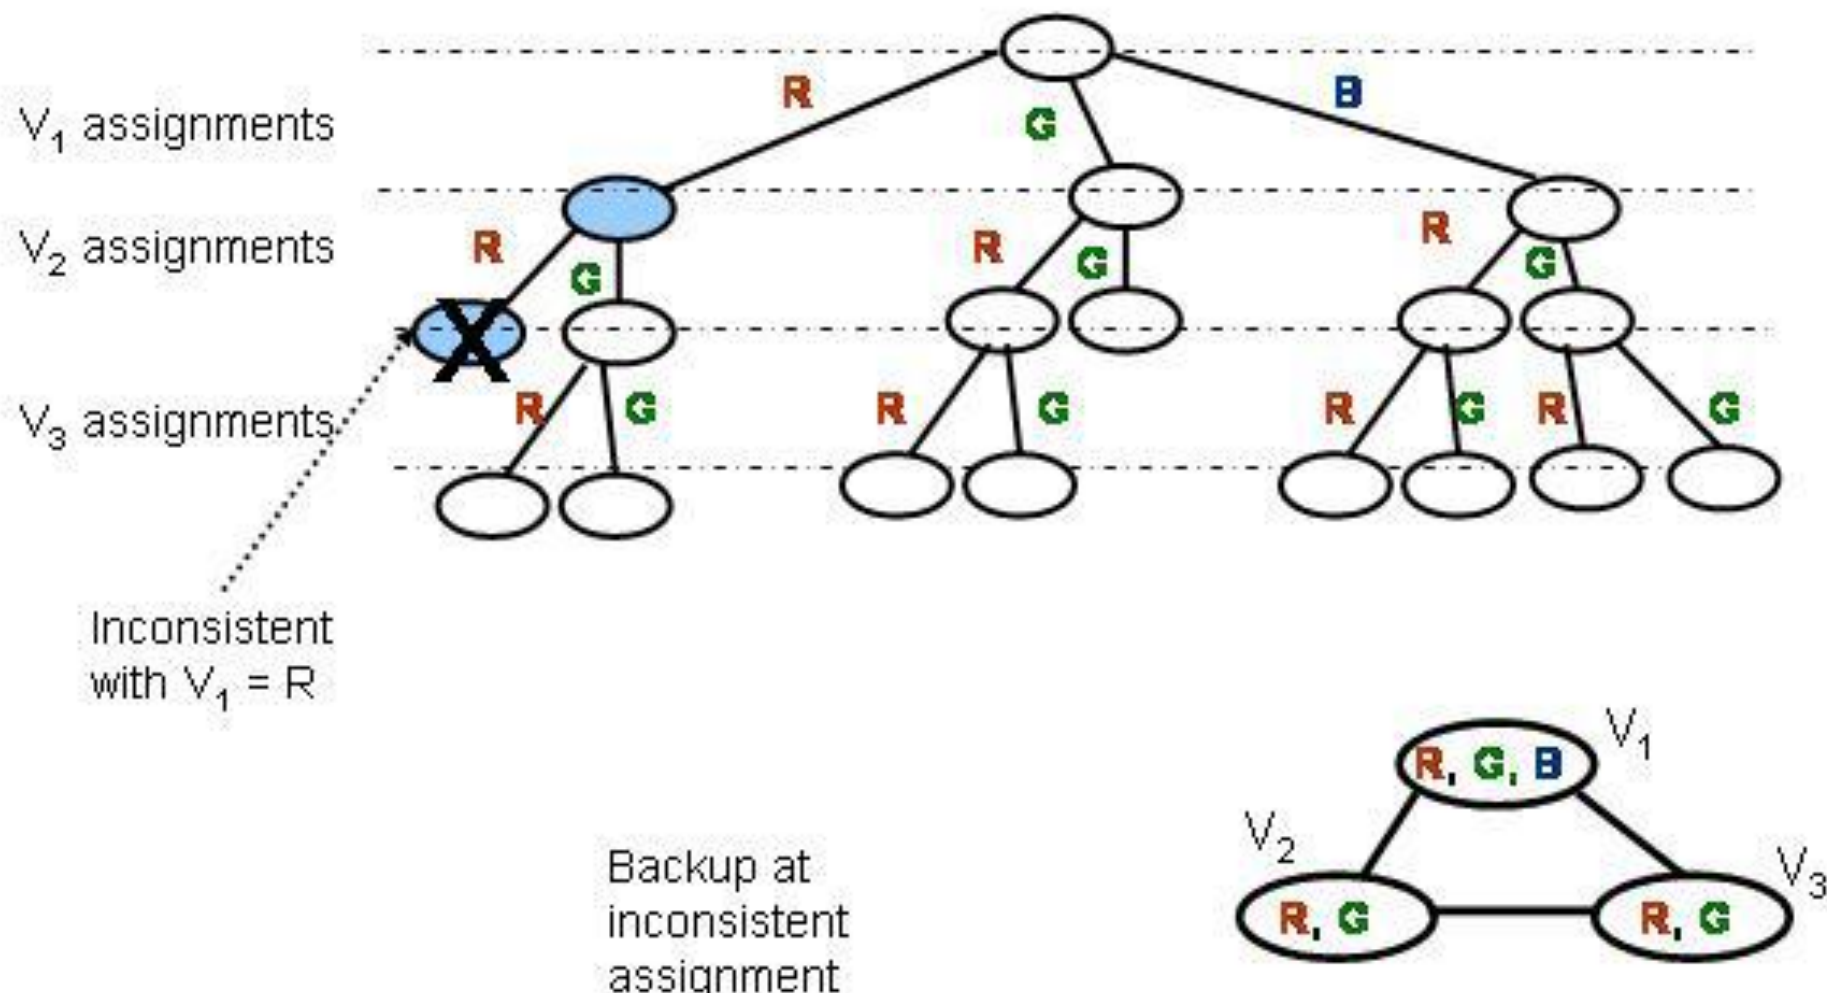 R
B
V₁ assignments
G
V₂ assignments
R
G
R
G
R
G
X
V₃ assignments
R
G
R
G
R
G
R
G
Inconsistent
with V₁ = R
V₁
R, G, B
V₂
V₃
R, G
R, G
Backup at
inconsistent
assignment